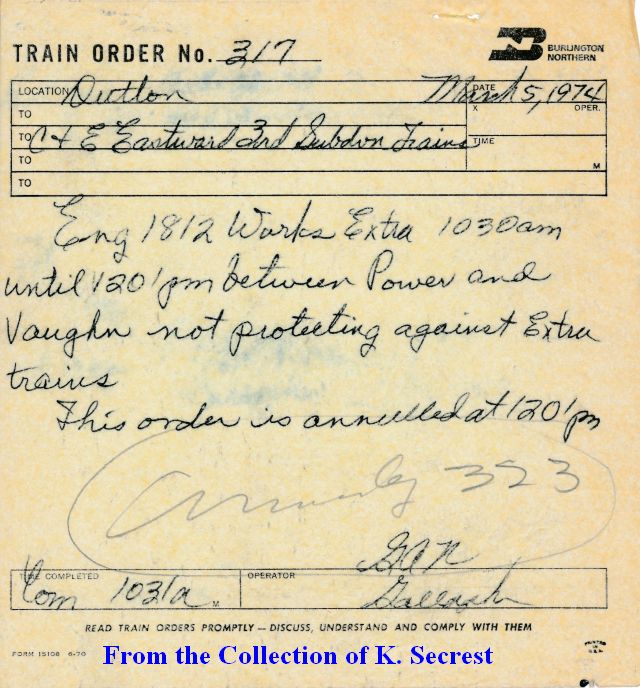 TRAIN ORDER No. 317
BURLINGTON
NORTHERN
LOCATION Dutton
DATE March 5, 1974
TO
X OPER.
TO C & E Eastward 3rd Subdvn Trains
TIME
TO
M
TO
Eng 1812 Works Extra 1030am
until 1201pm between Power and
Vaughn not protecting against Extra
trains
This order is annulled at 1201pm
323
GAN
TIME COMPLETED
Com 1031a M
OPERATOR
READ TRAIN ORDERS PROMPTLY — DISCUSS, UNDERSTAND AND COMPLY WITH THEM
FORM 15108 6-70
From the Collection of K. Secrest
PRINTED
IN
U.S.A.